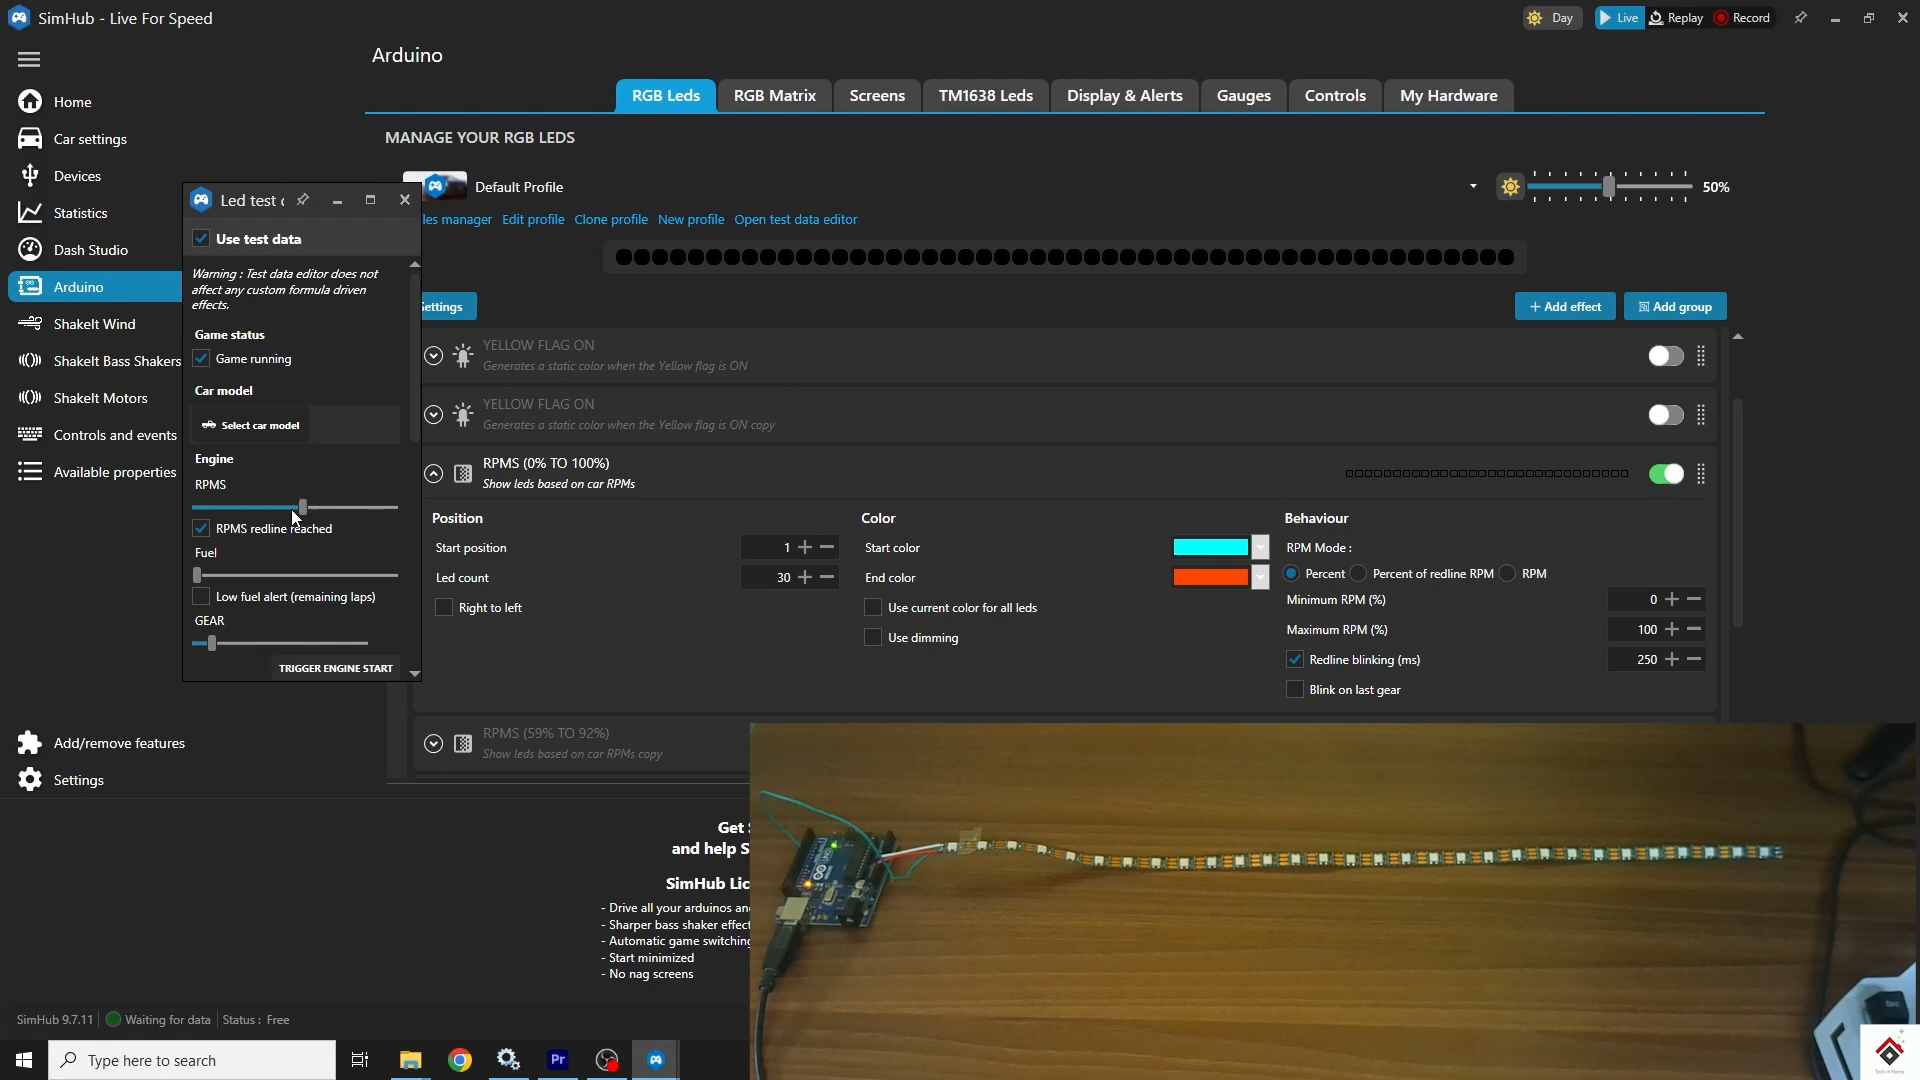 SimHub - Live For Speed
Day
Live
Replay
Record
Arduino
Home
Car settings
Devices
Statistics
Dash Studio
Arduino
ShakeIt Wind
ShakeIt Bass Shakers
ShakeIt Motors
Controls and events
Available properties
Add/remove features
Settings
RGB Leds
RGB Matrix
Screens
TM1638 Leds
Display & Alerts
Gauges
Controls
My Hardware
MANAGE YOUR RGB LEDS
Default Profile
50%
les manager
Edit profile
Clone profile
New profile
Open test data editor
Settings
+ Add effect
Add group
Led test
Use test data
Warning : Test data editor does not
affect any custom formula driven
effects.
Game status
Game running
Car model
Select car model
Engine
RPMS
RPMS redline reached
Fuel
Low fuel alert (remaining laps)
GEAR
TRIGGER ENGINE START
YELLOW FLAG ON
Generates a static color when the Yellow flag is ON
YELLOW FLAG ON
Generates a static color when the Yellow flag is ON copy
RPMS (0% TO 100%)
Show leds based on car RPMs
Position
Start position
1
Led count
30
Right to left
Color
Start color
End color
Use current color for all leds
Use dimming
Behaviour
RPM Mode :
Percent
Percent of redline RPM
RPM
Minimum RPM (%)
0
Maximum RPM (%)
100
Redline blinking (ms)
250
Blink on last gear
RPMS (59% TO 92%)
Show leds based on car RPMs copy
Get
and help S
SimHub Lic
- Drive all your arduinos an
- Sharper bass shaker effect
- Automatic game switching
- Start minimized
- No nag screens
SimHub 9.7.11
Waiting for data
Status : Free
Type here to search
Pr